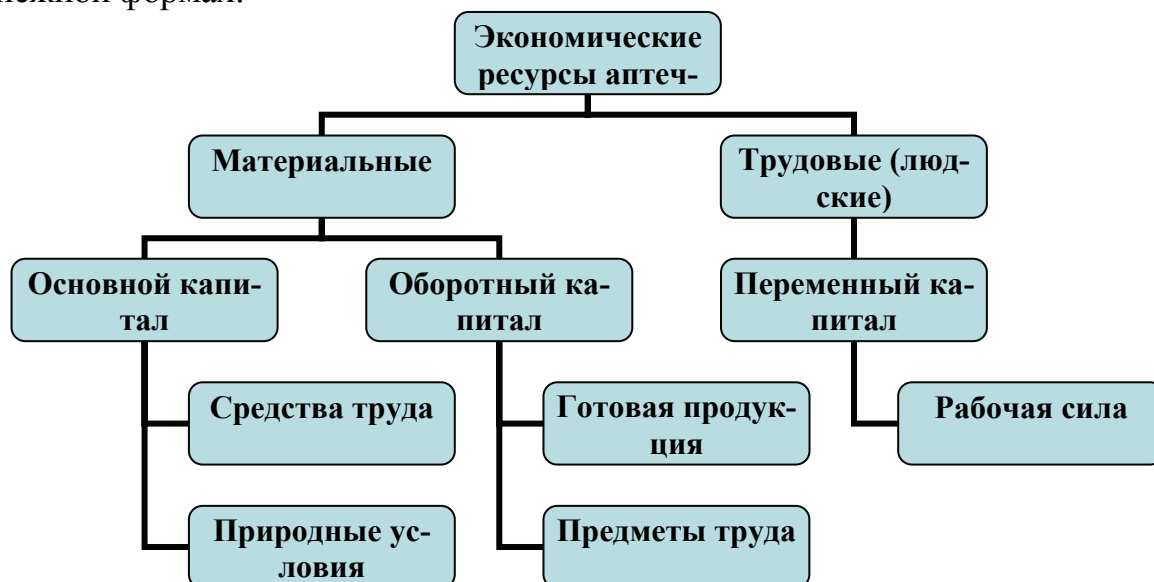 Экономические
ресурсы аптеч-
Материальные
Трудовые (люд-
ские)
Основной капи-
тал
Оборотный ка-
питал
Переменный ка-
питал
Средства труда
Готовая продук-
ция
Рабочая сила
Природные ус-
ловия
Предметы труда